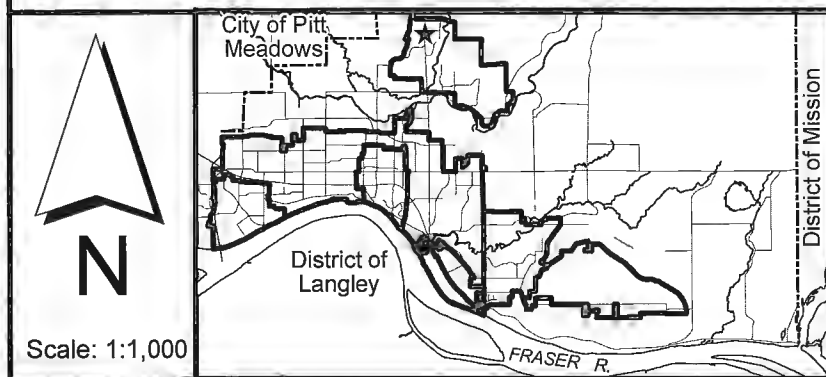 City of Pitt
Meadows
District of Mission
District of
Langley
N
Scale: 1:1,000
FRASER R.